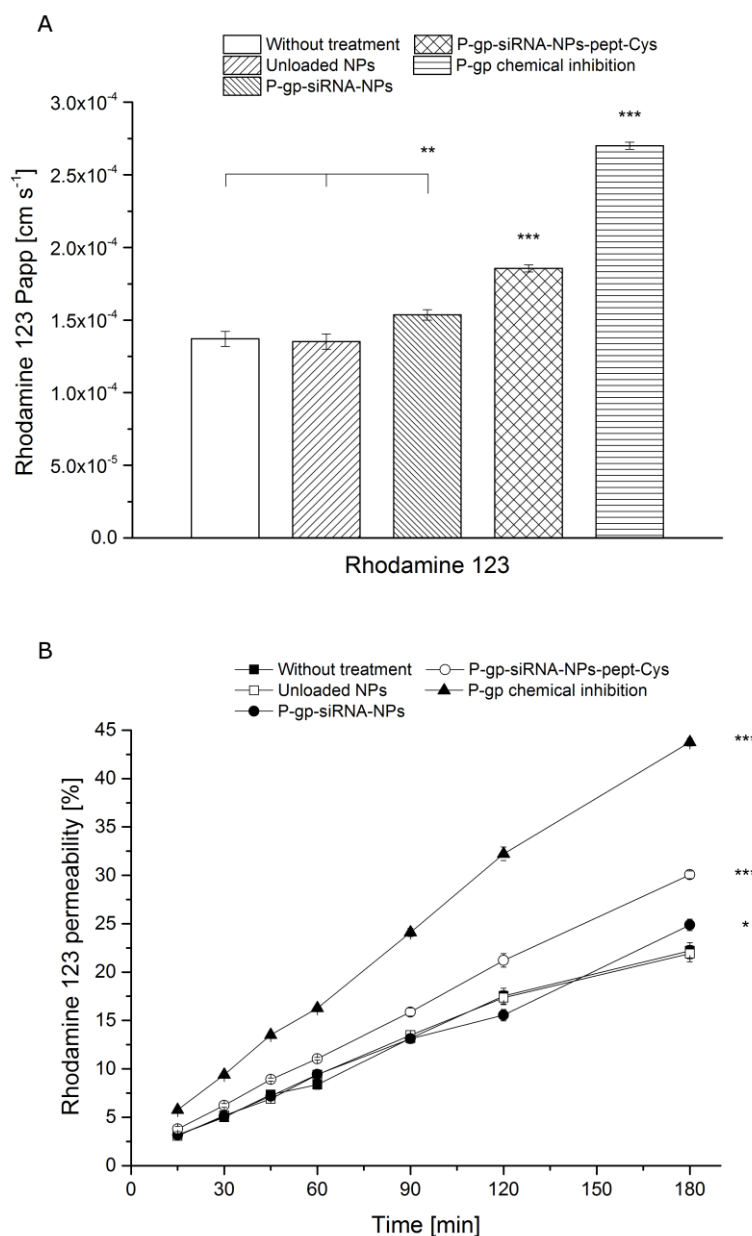 A
Without treatment
Unloaded NPs
P-gp-siRNA-NPs
P-gp-siRNA-NPs-pept-Cys
P-gp chemical inhibition
3.0x10⁻⁴
2.5x10⁻⁴
2.0x10⁻⁴
1.5x10⁻⁴
1.0x10⁻⁴
5.0x10⁻⁵
0.0
Rhodamine 123 Papp [cm s⁻¹]
**
***
***
Rhodamine 123
B
Without treatment
Unloaded NPs
P-gp-siRNA-NPs
P-gp-siRNA-NPs-pept-Cys
P-gp chemical inhibition
45
40
35
30
25
20
15
10
5
0
Rhodamine 123 permeability [%]
**
**
*
0 30 60 90 120 150 180
Time [min]